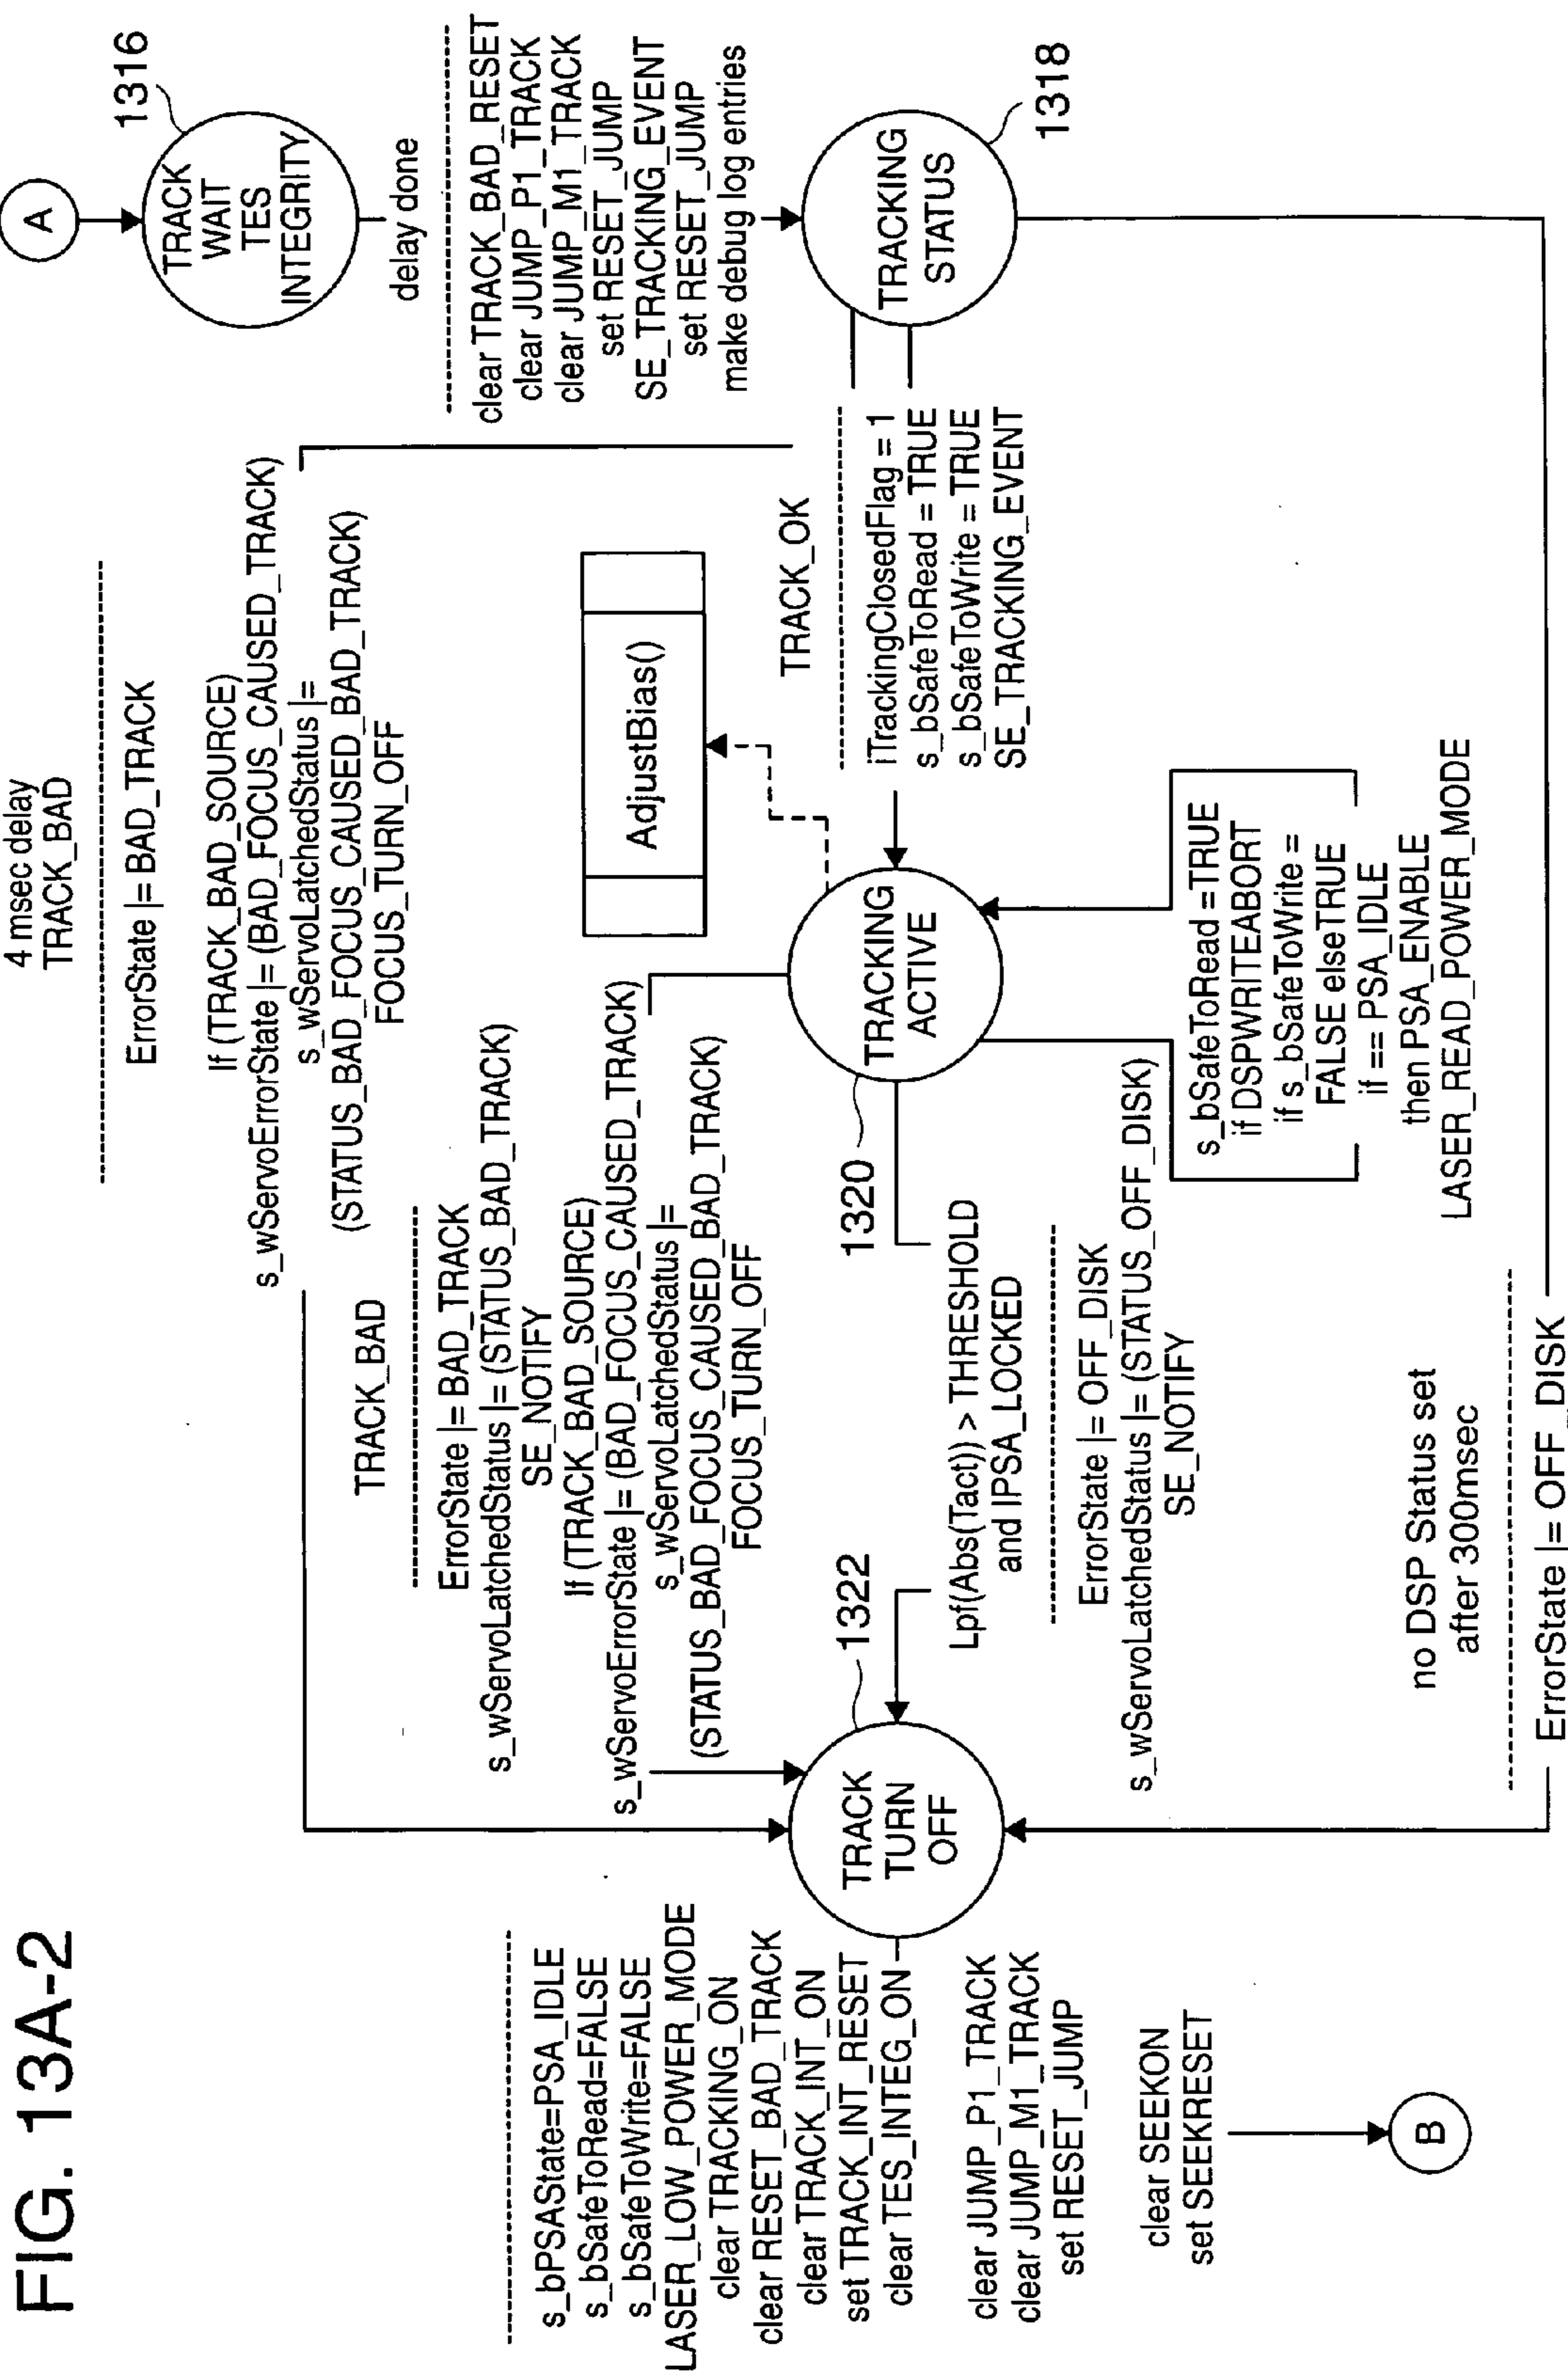 FIG. 13A-2
A
TRACK
WAIT
TES
INTEGRITY
1316
delay done
clear TRACK_BAD_RESET
clear JUMP_P1_TRACK
clear JUMP_M1_TRACK
set RESET_JUMP
SE_TRACKING_EVENT
set RESET_JUMP
make debug log entries
TRACKING
STATUS
1318
4 msec delay
TRACK_BAD
ErrorState |= BAD_TRACK
If (TRACK_BAD_SOURCE)
s_wServoErrorState |= (BAD_FOCUS_CAUSED_TRACK)
s_wServoLatchedStatus |=
(STATUS_BAD_FOCUS_CAUSED_BAD_TRACK)
FOCUS_TURN_OFF
TRACK_OK
iTrackingClosedFlag = 1
s_bSafeToRead = TRUE
s_bSafeToWrite = TRUE
SE_TRACKING_EVENT
AdjustBias()
TRACKING
ACTIVE
1320
s_bSafeToRead =TRUE
if DSPWRITEABORT
if s_bSafeToWrite =
FALSE elseTRUE
if == PSA_IDLE
then PSA_ENABLE
LASER_READ_POWER_MODE
TRACK_BAD
ErrorState |= BAD_TRACK
s_wServoLatchedStatus |= (STATUS_BAD_TRACK)
SE_NOTIFY
If (TRACK_BAD_SOURCE)
s_wServoErrorState |= (BAD_FOCUS_CAUSED_TRACK)
s_wServoLatchedStatus |=
(STATUS_BAD_FOCUS_CAUSED_BAD_TRACK)
FOCUS_TURN_OFF
Lpf(Abs(Tact)) > THRESHOLD
and IPSA_LOCKED
ErrorState |= OFF_DISK
s_wServoLatchedStatus |= (STATUS_OFF_DISK)
SE_NOTIFY
no DSP Status set
after 300msec
ErrorState |= OFF_DISK
TRACK
TURN
OFF
1322
s_bPSAState=PSA_IDLE
s_bSafeToRead=FALSE
s_bSafeToWrite=FALSE
LASER_LOW_POWER_MODE
clear TRACKING_ON
clear RESET_BAD_TRACK
clear TRACK_INT_ON
set TRACK_INT_RESET
clear TES_INTEG_ON
clear JUMP_P1_TRACK
clear JUMP_M1_TRACK
set RESET_JUMP
clear SEEKON
set SEEKRESET
B